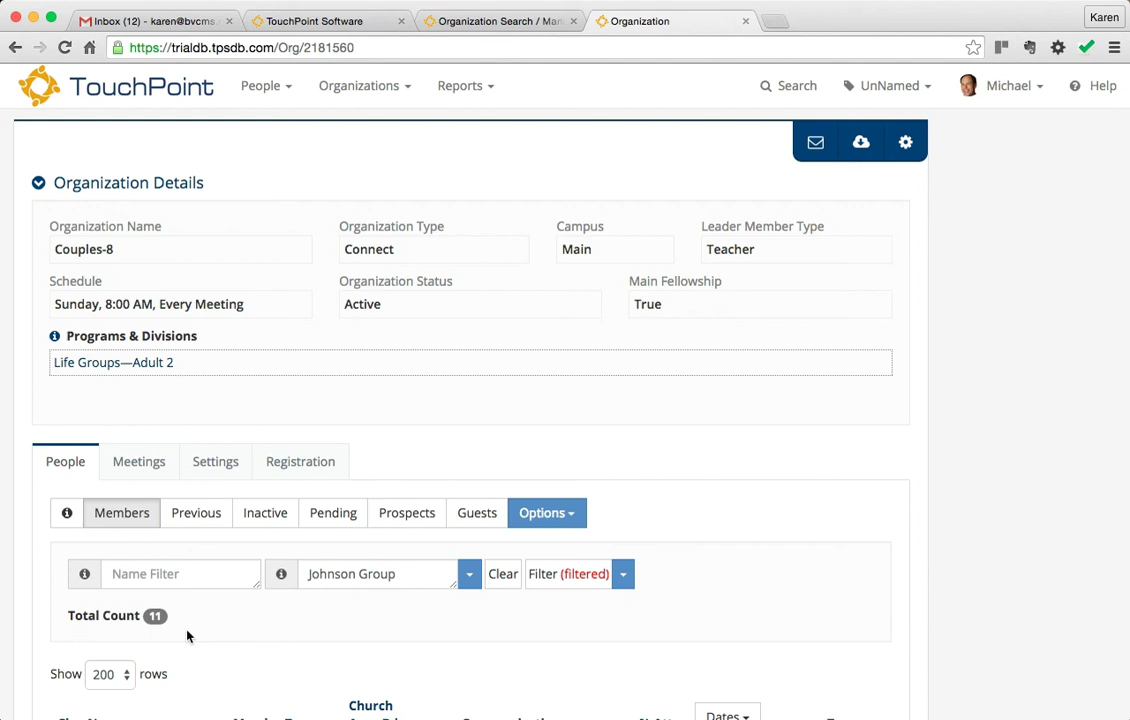 Inbox (12) - karen@bvcms. TouchPoint Software Organization Search / Man Organization Karen
https://trialdb.tpsdb.com/Org/2181560
TouchPoint People Organizations Reports Search UnNamed Michael Help
Organization Details
Organization Name Organization Type Campus Leader Member Type
Couples-8 Connect Main Teacher
Schedule Organization Status Main Fellowship
Sunday, 8:00 AM, Every Meeting Active True
Programs & Divisions
Life Groups—Adult 2
People Meetings Settings Registration
Members Previous Inactive Pending Prospects Guests Options
Name Filter Johnson Group Clear Filter (filtered)
Total Count 11
Show 200 rows
Church
Dates